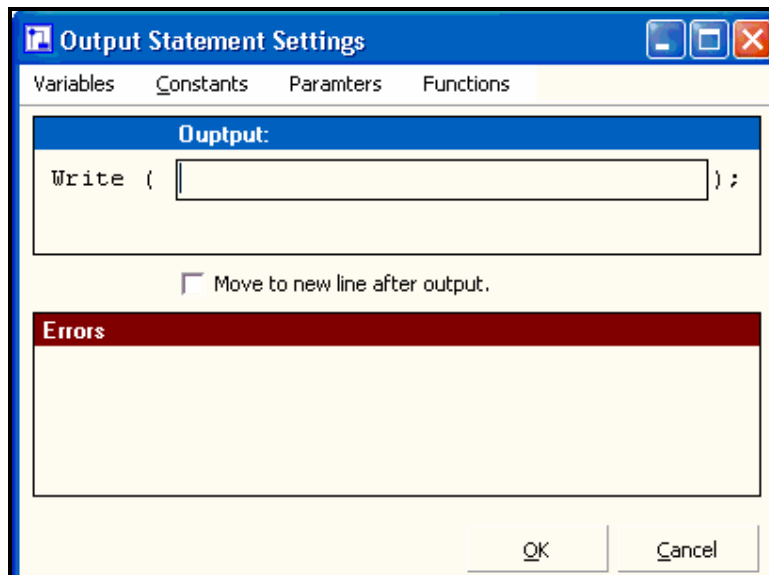 Output Statement Settings
Variables Constants Paramters Functions
Ouptput:
Write ( );
Move to new line after output.
Errors
OK Cancel